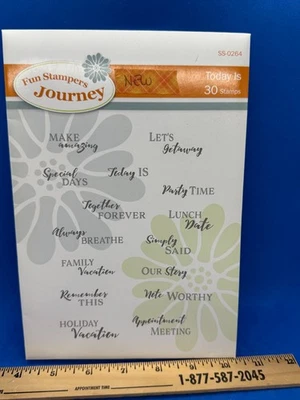 SS-0264
Fun Stampers
Journey
NEW
Today Is
30 Stamps
MAKE
amazing
LET'S
Getaway
Special
DAYS
Today IS
Party TIME
Together
FOREVER
LUNCH
Date
Always
BREATHE
Simply
SAID
FAMILY
Vacation
OUR Story
Remember
THIS
Note WORTHY
HOLIDAY
Vacation
Appointment
MEETING
APPOINTMENT TIME
1-877-587-2045